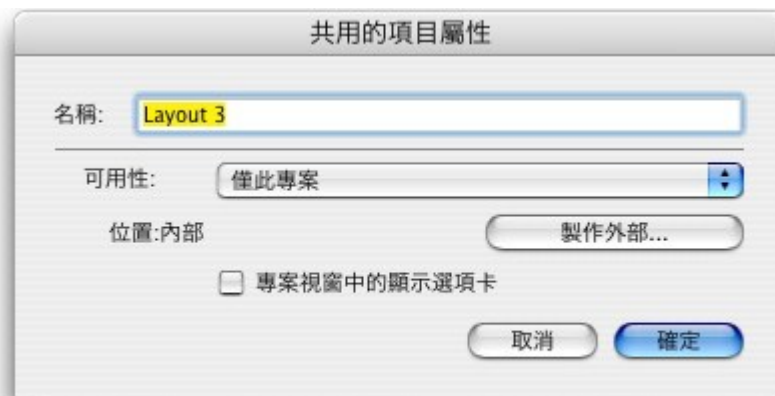 共用的項目屬性
名稱: Layout 3
可用性: 僅此專案
位置:內部 製作外部...
專案視窗中的顯示選項卡
取消 確定